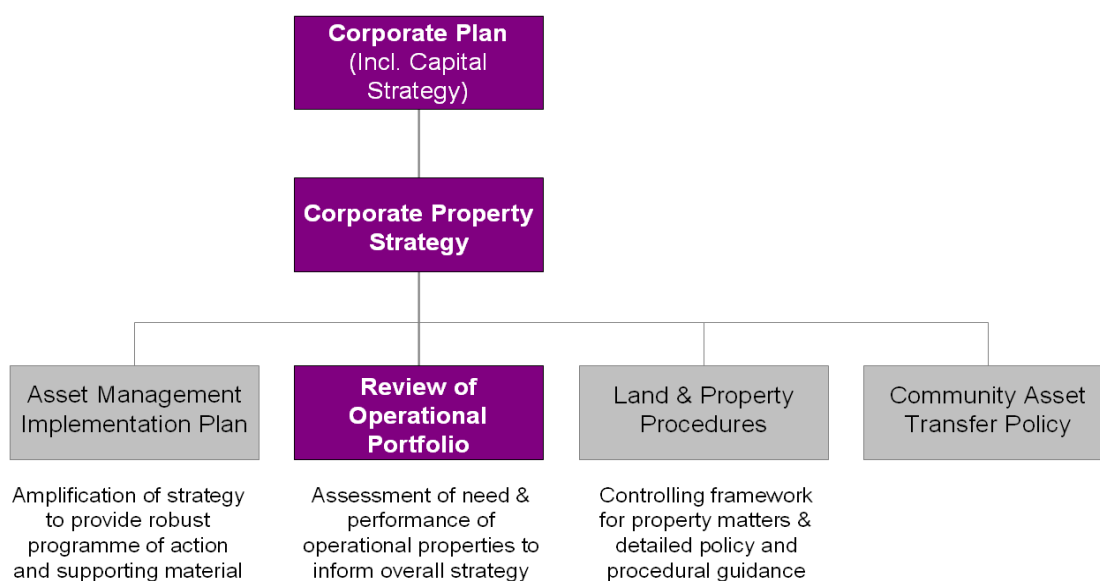 Corporate Plan
(Incl. Capital
Strategy)
Corporate Property
Strategy
Asset Management
Implementation Plan
Review of
Operational
Portfolio
Land & Property
Procedures
Community Asset
Transfer Policy
Amplification of strategy
to provide robust
programme of action
and supporting material
Assessment of need &
performance of
operational properties to
inform overall strategy
Controlling framework
for property matters &
detailed policy and
procedural guidance